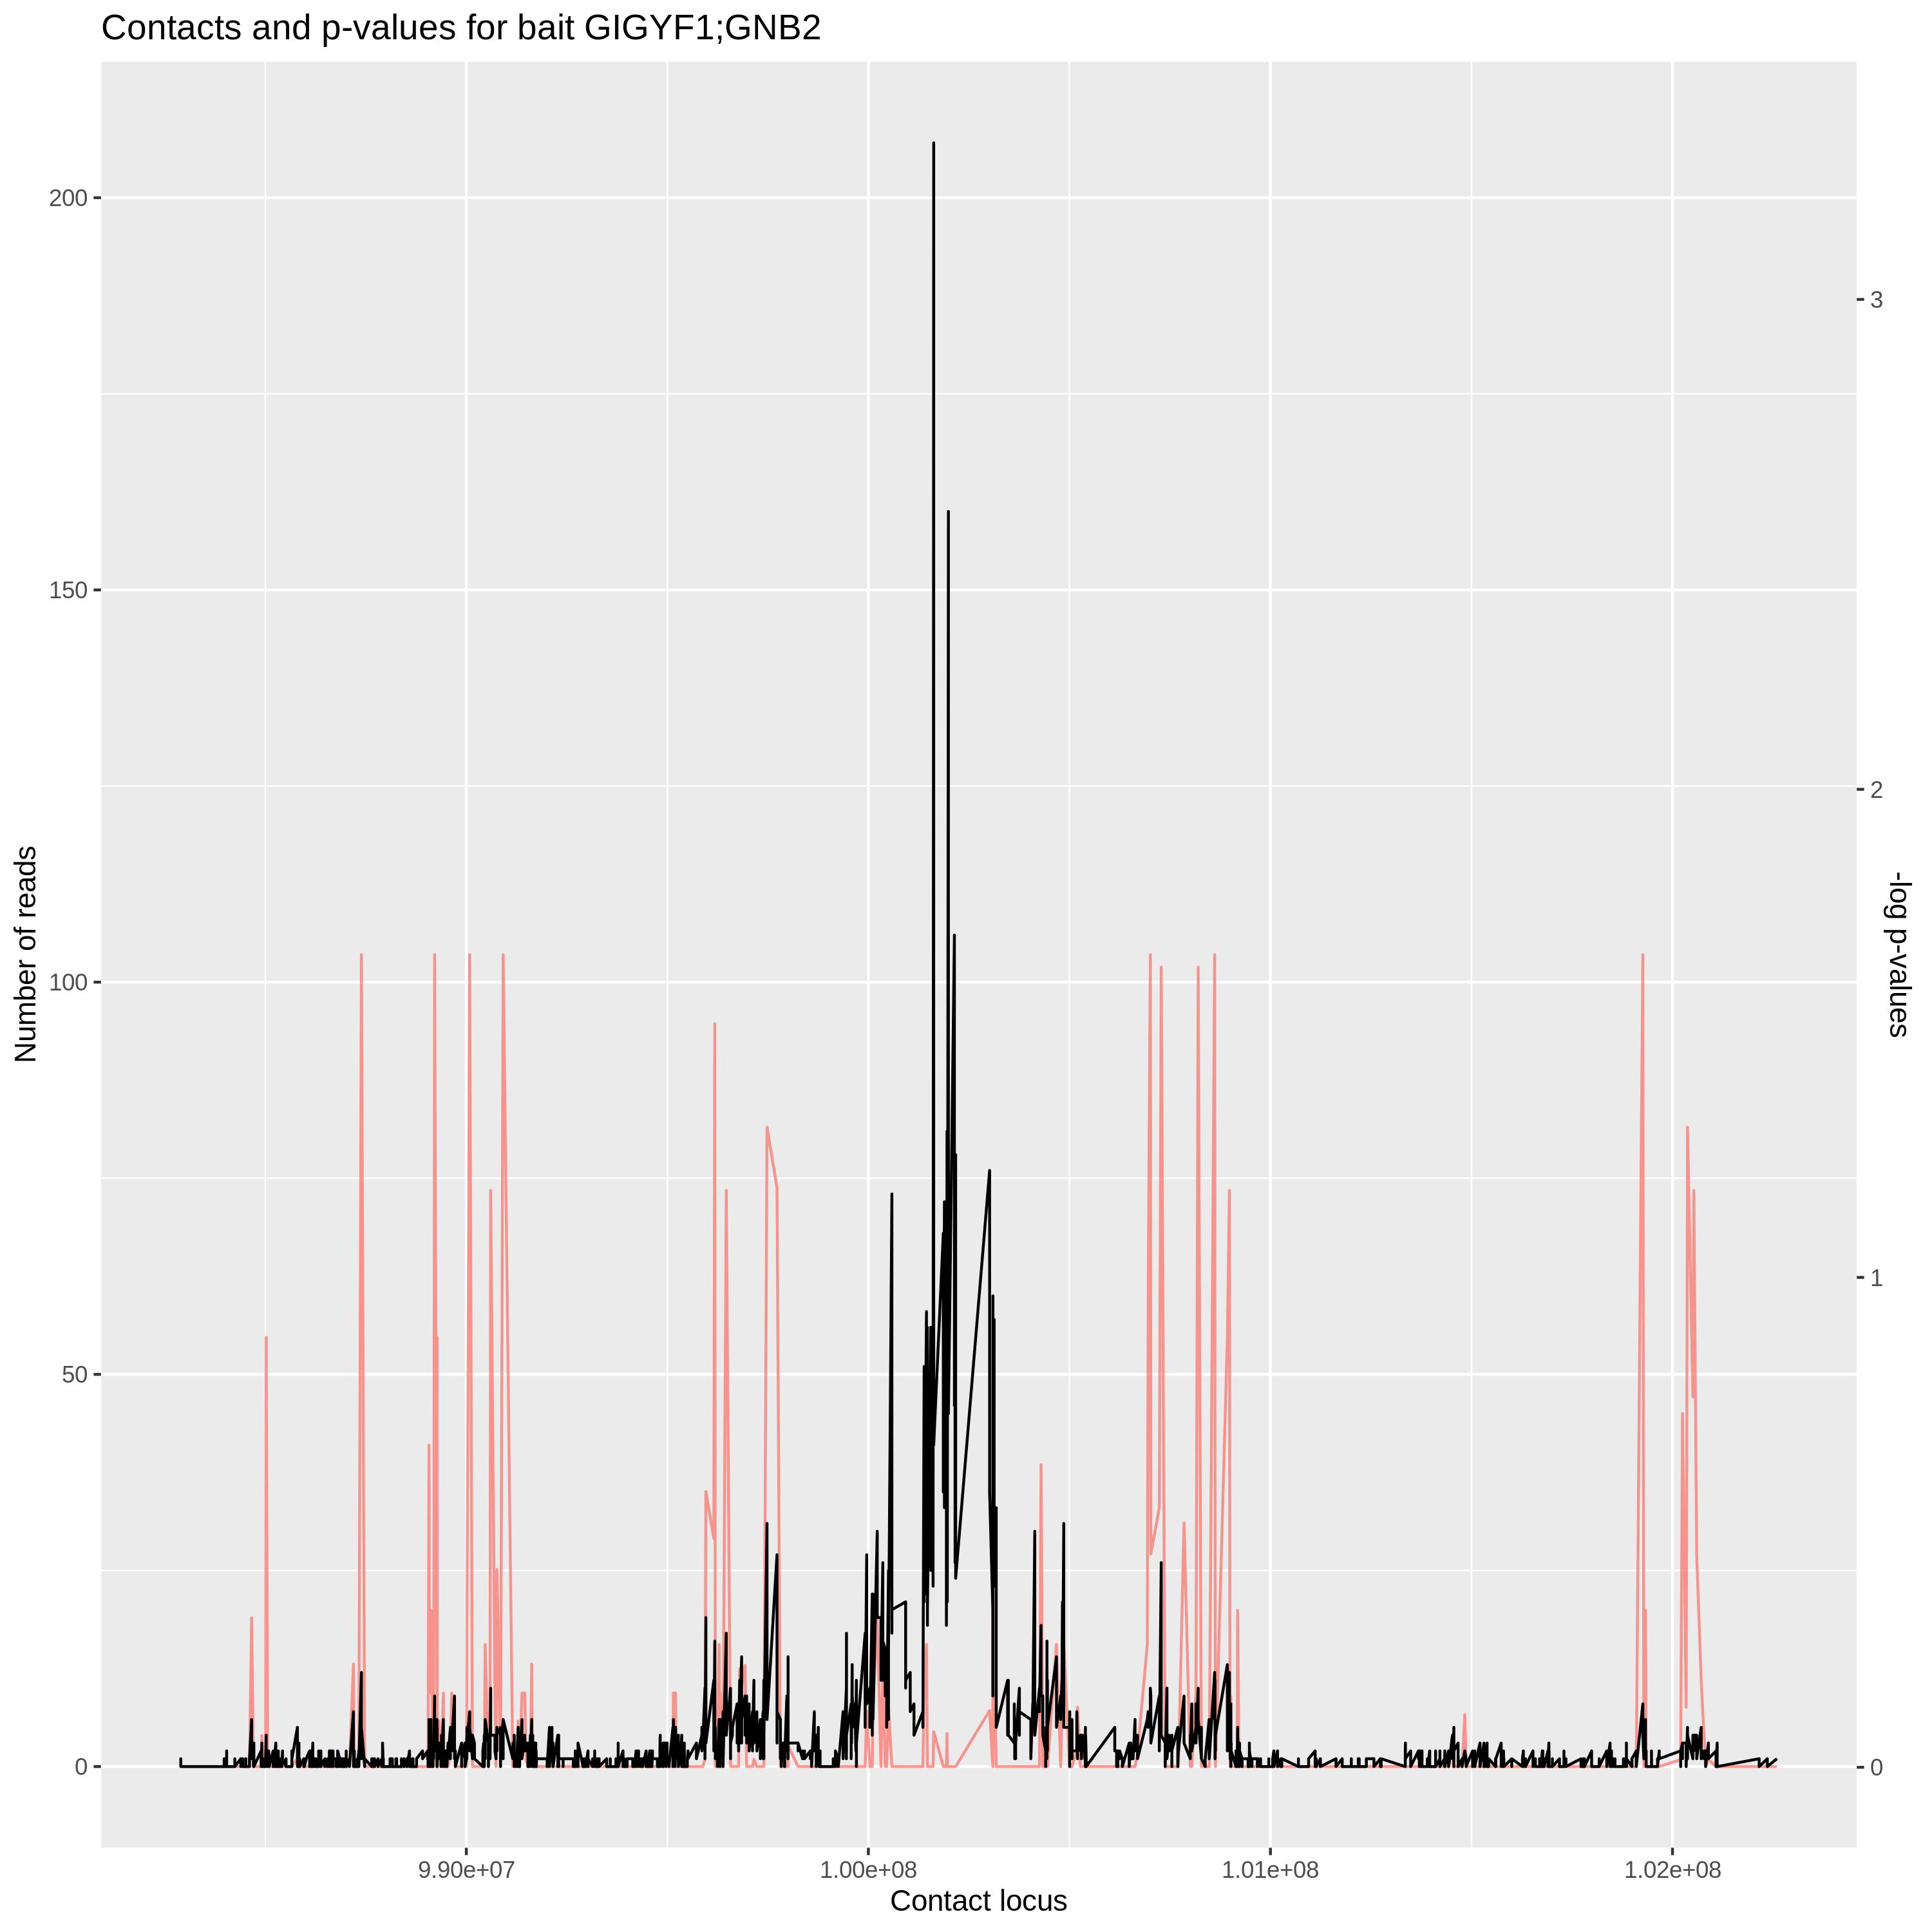 Contacts and p-values for bait GIGYF1;GNB2
200
150
100
50
0
Number of reads
3
2
1
0
-log p-values
9.90e+07
1.00e+08
1.01e+08
1.02e+08
Contact locus